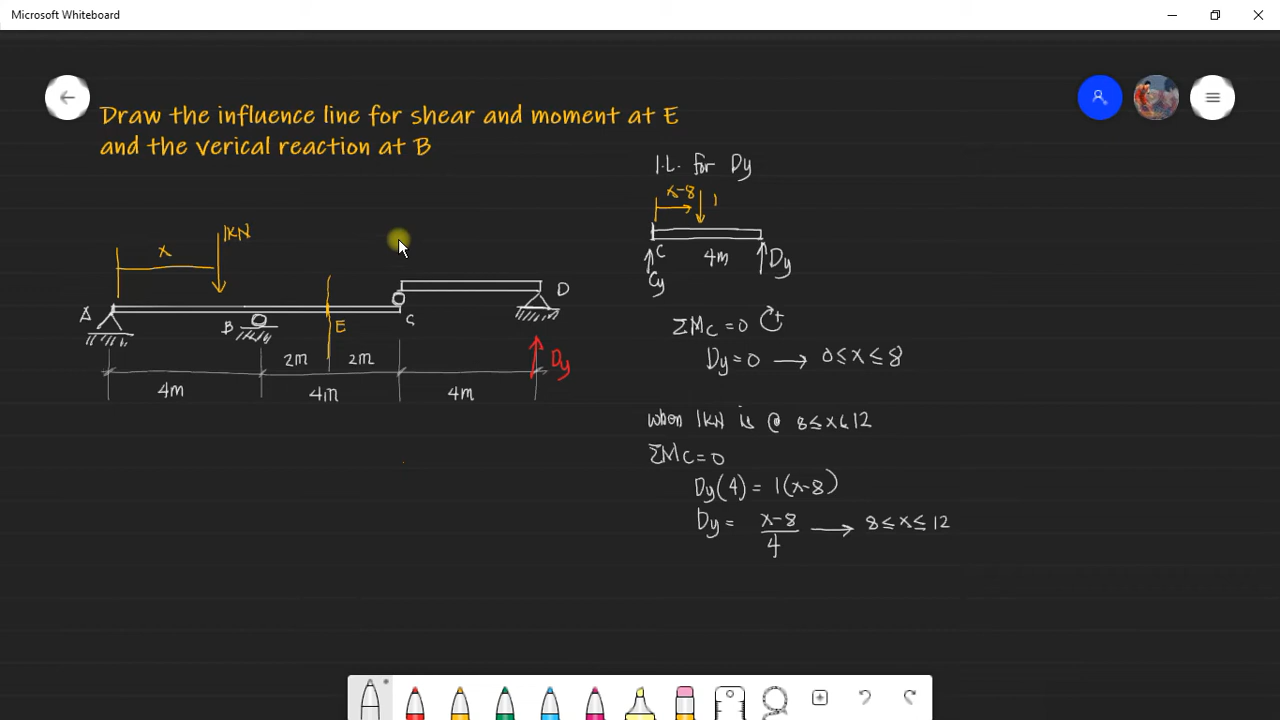 Microsoft Whiteboard
Draw the influence line for shear and moment at E
and the verical reaction at B
I.L. for Dy
x-8
1
C
4m
Dy
Cy
1KN
x
A
B
E
C
D
2m
2m
Dy
4m
4m
4m
ΣMc=0
Dy=0 → 0≤x≤8
when 1KN is @ 8≤x≤12
ΣMc=0
Dy(4) = 1(x-8)
Dy = x-8/4 → 8≤x≤12